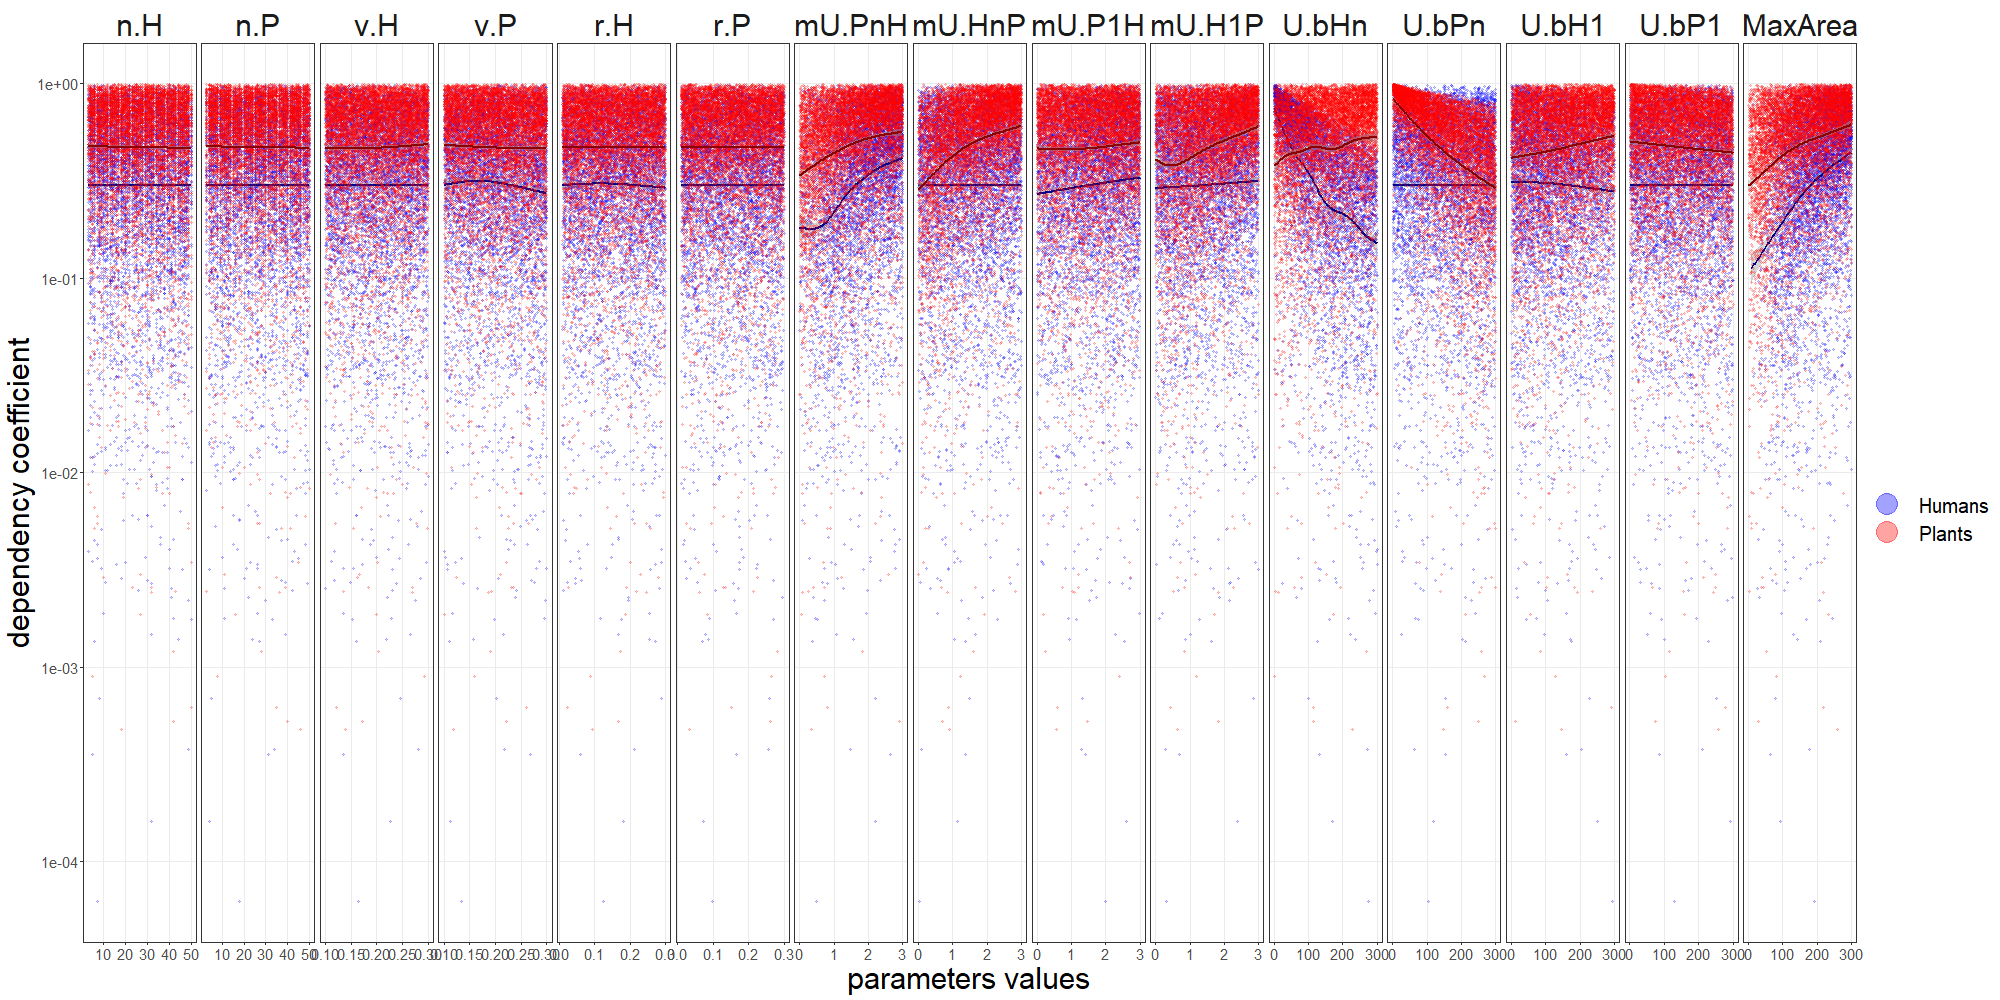 n.H n.P v.H v.P r.H r.P mU.PnH mU.HnP mU.P1H mU.H1P U.bHn U.bPn U.bH1 U.bP1 MaxArea
1e+00
1e-01
1e-02
1e-03
1e-04
dependency coefficient
Humans
Plants
10 20 30 40 50 10 20 30 40 50 0.10 0.15 0.20 0.25 0.30 0.10 0.15 0.20 0.25 0.30 0.0 0.1 0.2 0.3 0.0 0.1 0.2 0.3 0 1 2 3 0 1 2 3 0 1 2 3 0 1 2 3 0 100 200 300 0 100 200 300 0 100 200 300 0 100 200 300 0 100 200 300
parameters values